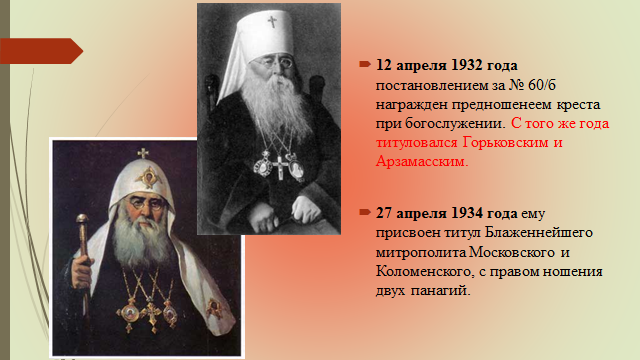 12 апреля 1932 года
постановлением за № 60/б
награжден предношенеем креста
при богослужении. С того же года
титуловался Горьковским и
Арзамасским.
27 апреля 1934 года ему
присвоен титул Блаженнейшего
митрополита Московского и
Коломенского, с правом ношения
двух панагий.